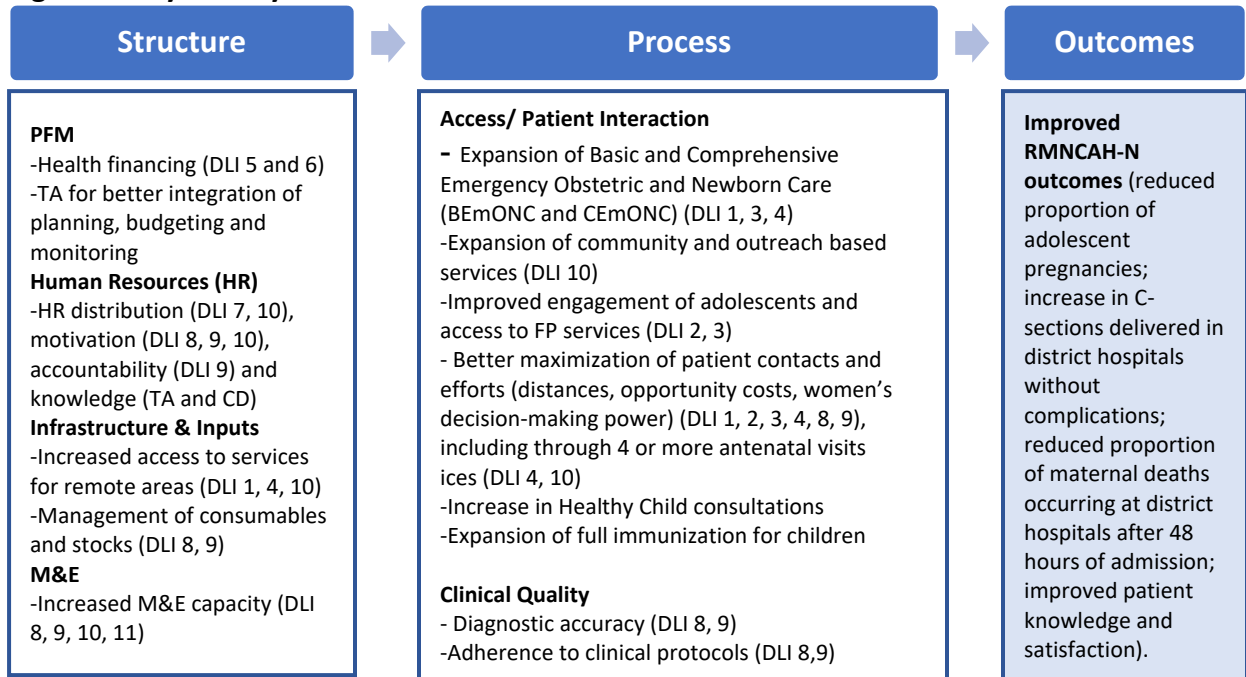 Structure
Process
Outcomes
PFM
-Health financing (DLI 5 and 6)
-TA for better integration of
planning, budgeting and
monitoring
Human Resources (HR)
-HR distribution (DLI 7, 10),
motivation (DLI 8, 9, 10),
accountability (DLI 9) and
knowledge (TA and CD)
Infrastructure & Inputs
-Increased access to services
for remote areas (DLI 1, 4, 10)
-Management of consumables
and stocks (DLI 8, 9)
M&E
-Increased M&E capacity (DLI
8, 9, 10, 11)
Access/ Patient Interaction
- Expansion of Basic and Comprehensive
Emergency Obstetric and Newborn Care
(BEmONC and CEmONC) (DLI 1, 3, 4)
-Expansion of community and outreach based
services (DLI 10)
-Improved engagement of adolescents and
access to FP services (DLI 2, 3)
- Better maximization of patient contacts and
efforts (distances, opportunity costs, women’s
decision-making power) (DLI 1, 2, 3, 4, 8, 9),
including through 4 or more antenatal visits
ices (DLI 4, 10)
-Increase in Healthy Child consultations
-Expansion of full immunization for children
Clinical Quality
- Diagnostic accuracy (DLI 8, 9)
-Adherence to clinical protocols (DLI 8,9)
Improved
RMNCAH-N
outcomes (reduced
proportion of
adolescent
pregnancies;
increase in C-
sections delivered in
district hospitals
without
complications;
reduced proportion
of maternal deaths
occurring at district
hospitals after 48
hours of admission;
improved patient
knowledge and
satisfaction).